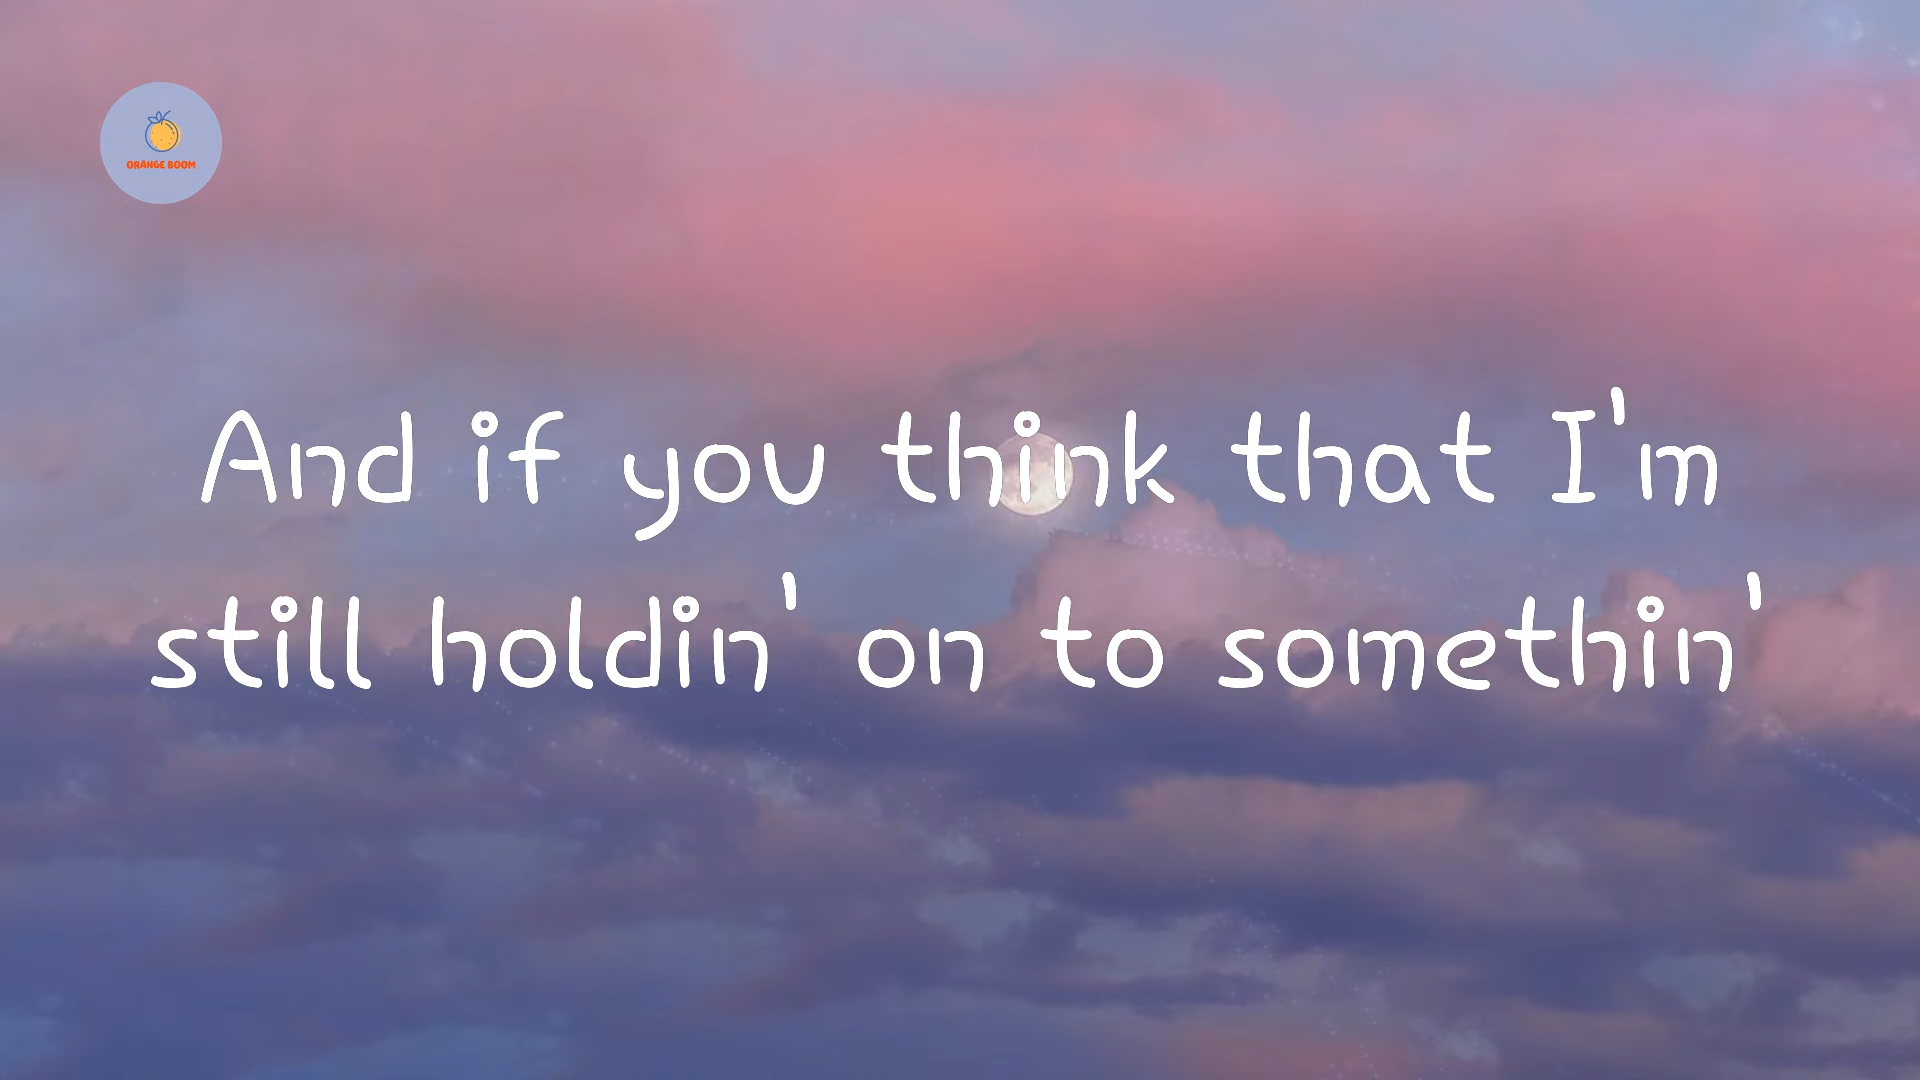 ORANGE BOOM
And if you think that I'm
still holdin' on to somethin'